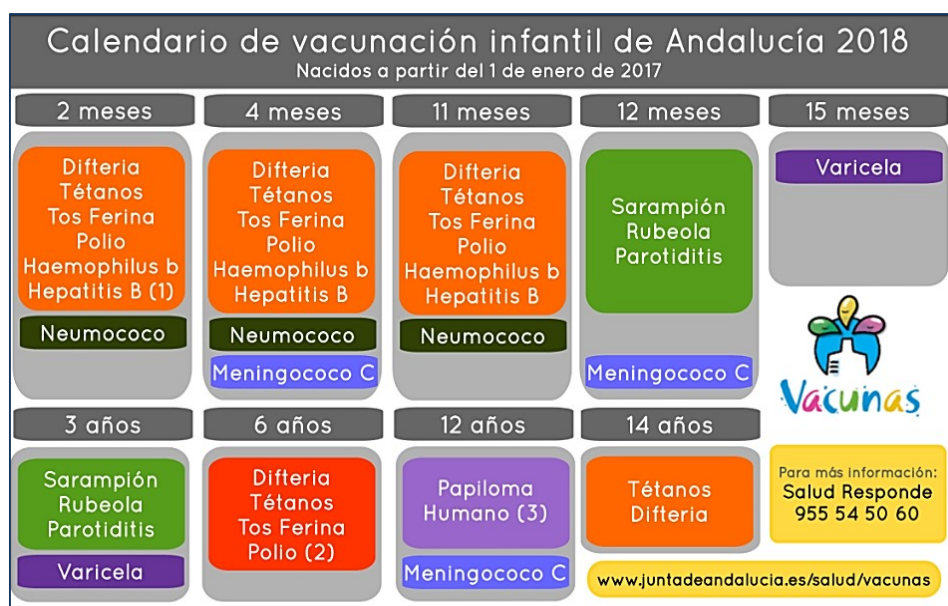 Calendario de vacunación infantil de Andalucía 2018
Nacidos a partir del 1 de enero de 2017
2 meses
Difteria
Tétanos
Tos Ferina
Polio
Haemophilus b
Hepatitis B (1)
Neumococo
4 meses
Difteria
Tétanos
Tos Ferina
Polio
Haemophilus b
Hepatitis B
Neumococo
Meningococo C
11 meses
Difteria
Tétanos
Tos Ferina
Polio
Haemophilus b
Hepatitis B
Neumococo
12 meses
Sarampión
Rubeola
Parotiditis
Meningococo C
15 meses
Varicela
Vacunas
3 años
Sarampión
Rubeola
Parotiditis
Varicela
6 años
Difteria
Tétanos
Tos Ferina
Polio (2)
12 años
Papiloma
Humano (3)
Meningococo C
14 años
Tétanos
Difteria
Para más información:
Salud Responde
955 54 50 60
www.juntadeandalucia.es/salud/vacunas